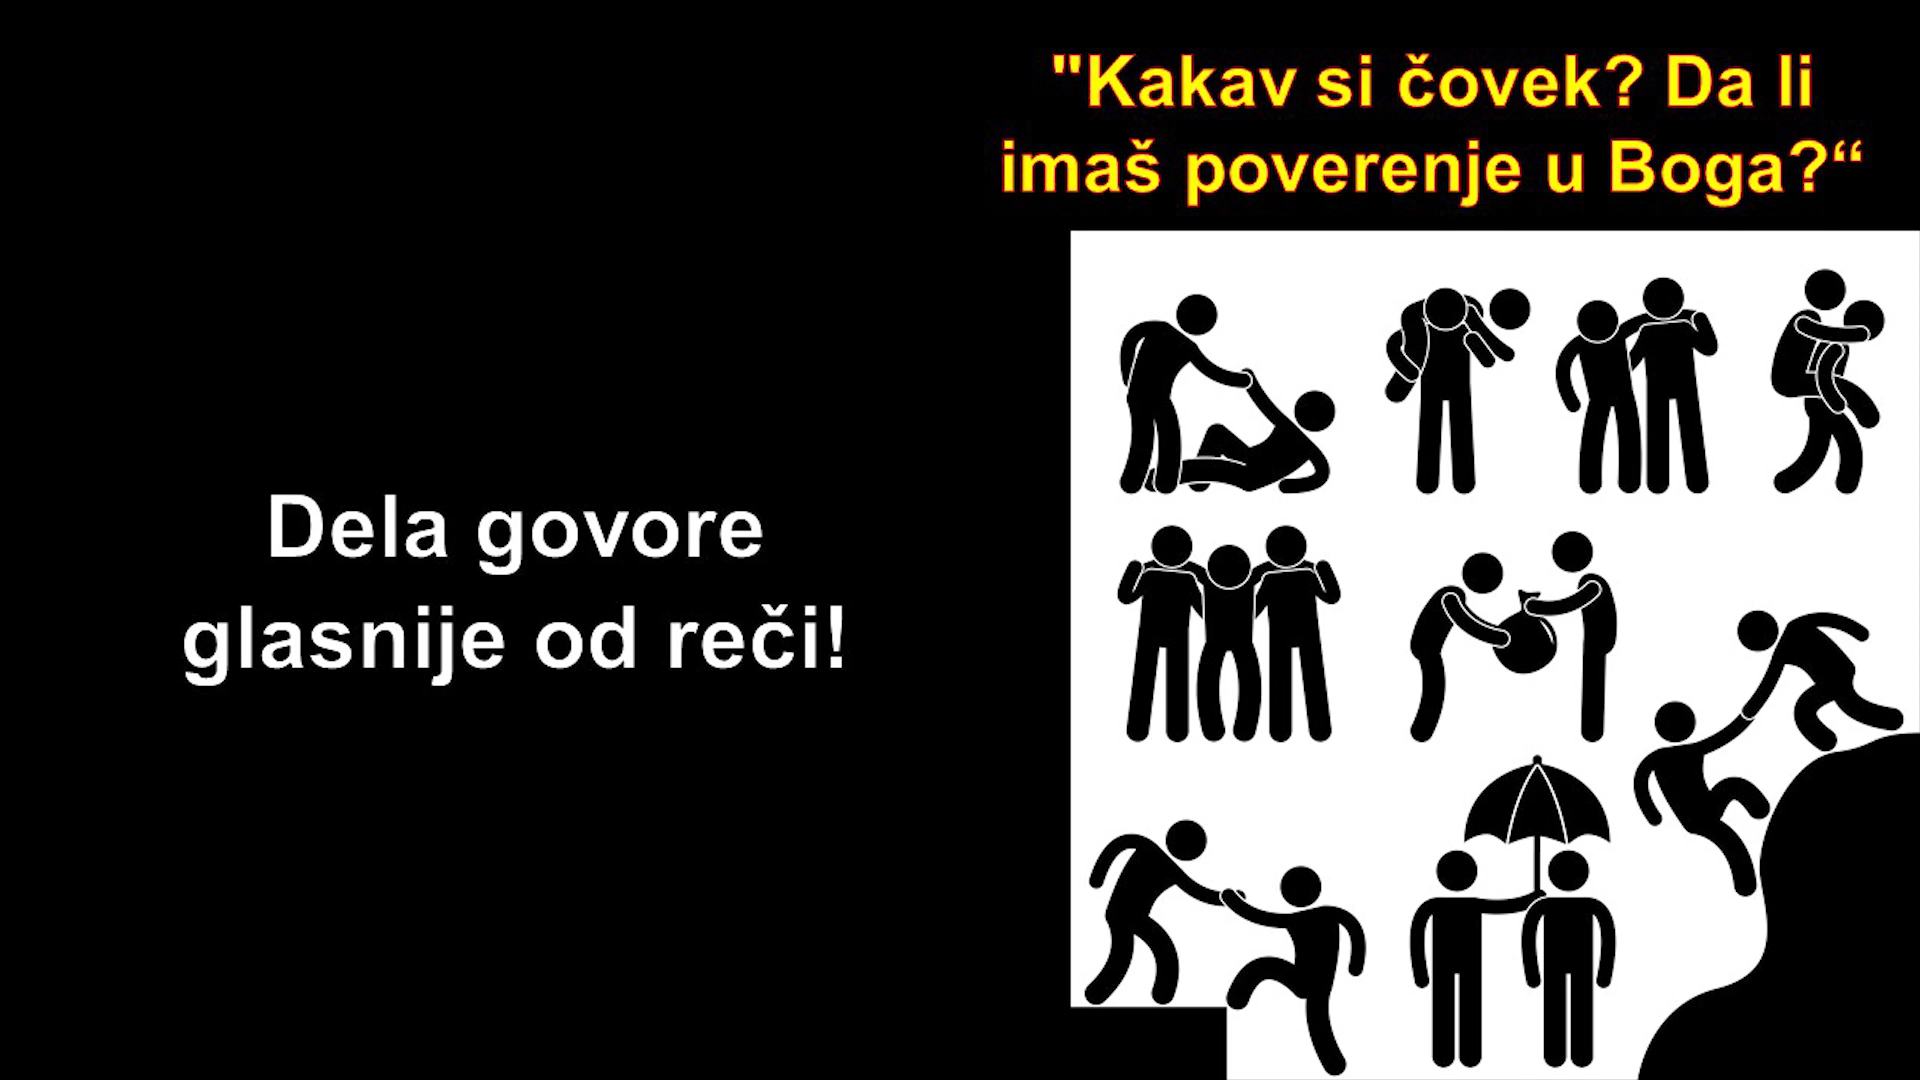 "Kakav si čovek? Da li
imaš poverenje u Boga?“
Dela govore
glasnije od reči!